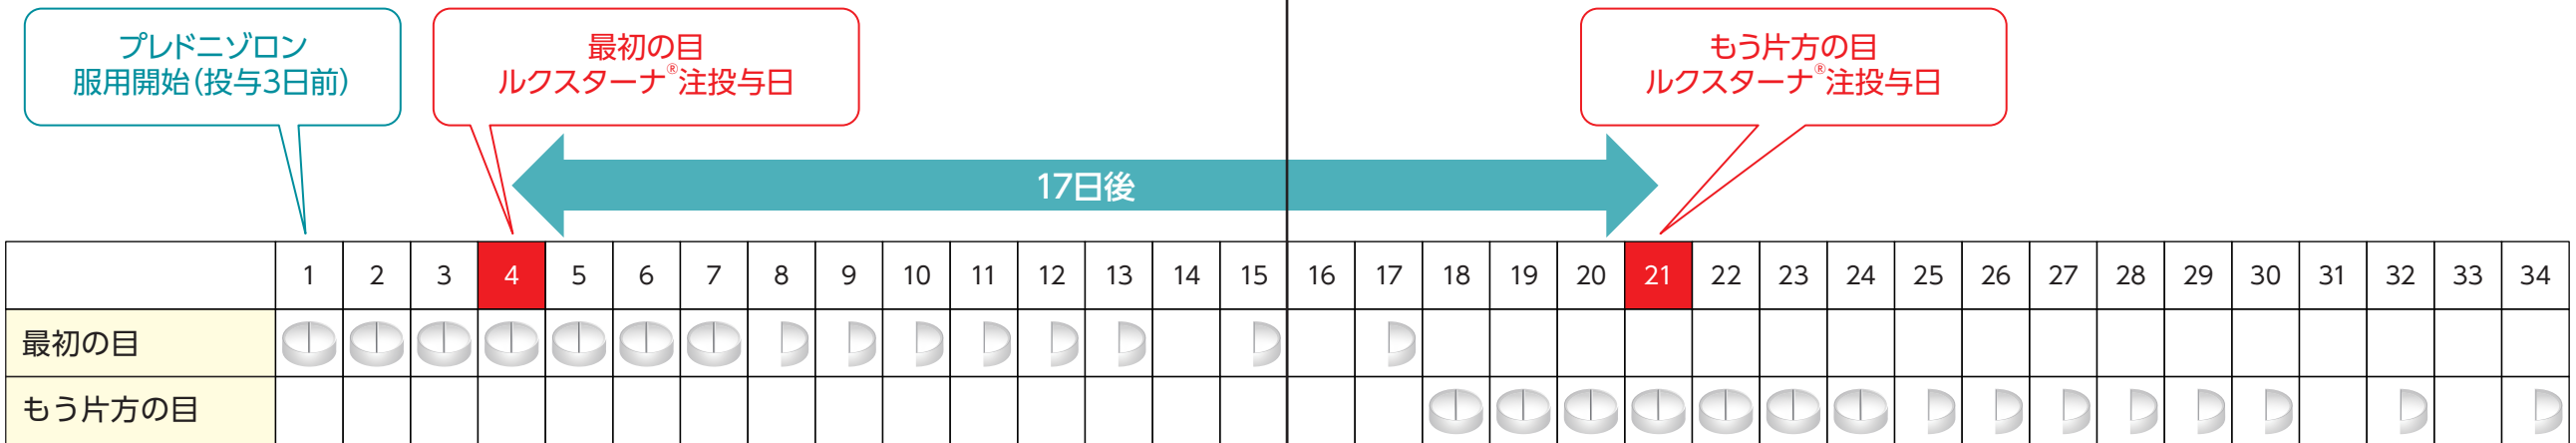 プレドニゾロン
服用開始(投与3日前)
最初の目
ルクスターナ®注投与日
もう片方の目
ルクスターナ®注投与日
17日後
1 2 3 4 5 6 7 8 9 10 11 12 13 14 15 16 17 18 19 20 21 22 23 24 25 26 27 28 29 30 31 32 33 34
最初の目
もう片方の目